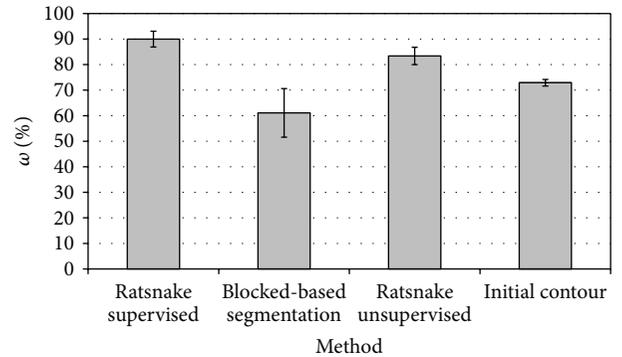 100
90
80
70
60
50
40
30
20
10
0
ω (%)
Ratsnake
supervised
Blocked-based
segmentation
Ratsnake
unsupervised
Initial contour
Method